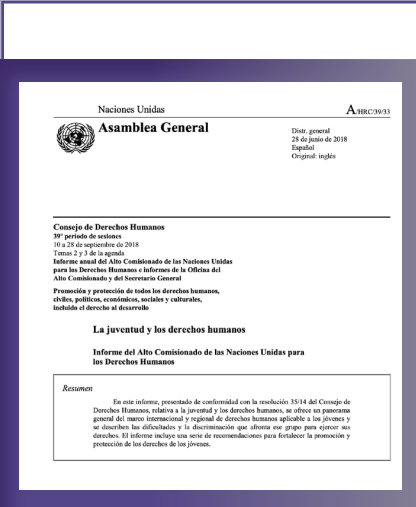 Naciones Unidas
A/HRC/39/33
Asamblea General
Distr. general
28 de junio de 2018
Español
Original: inglés
Consejo de Derechos Humanos
39º período de sesiones
10 a 28 de septiembre de 2018
Temas 2 y 3 de la agenda
Informe anual del Alto Comisionado de las Naciones Unidas
para los Derechos Humanos e informes de la Oficina del
Alto Comisionado y del Secretario General
Promoción y protección de todos los derechos humanos,
civiles, políticos, económicos, sociales y culturales,
incluido el derecho al desarrollo
La juventud y los derechos humanos
Informe del Alto Comisionado de las Naciones Unidas para
los Derechos Humanos
Resumen
En este informe, presentado de conformidad con la resolución 35/14 del Consejo de
Derechos Humanos, relativa a la juventud y los derechos humanos, se ofrece un panorama
general del marco internacional y regional de derechos humanos aplicable a los jóvenes y
se describen las dificultades y la discriminación que afronta ese grupo para ejercer sus
derechos. El informe incluye una serie de recomendaciones para fortalecer la promoción y
protección de los derechos de los jóvenes.